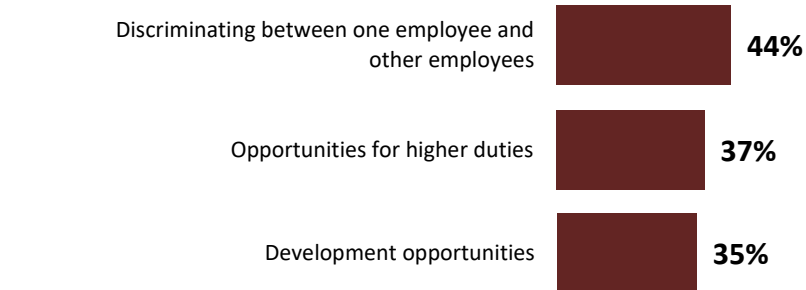 Discriminating between one employee and
other employees
44%
Opportunities for higher duties
37%
Development opportunities
35%